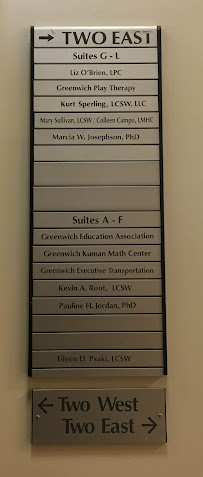 → TWO EAST
Suites G - L
Liz O'Brien, LPC
Greenwich Play Therapy
Kurt Sperling, LCSW, LLC
Mary Sullivan, LCSW / Colleen Campo, LMHC
Marcia W. Josephson, PhD
Suites A - F
Greenwich Education Association
Greenwich Kuman Math Center
Greenwich Executive Transportation
Kevin A. Root, LCSW
Pauline H. Jordan, PhD
Eileen D. Psaki, LCSW
← Two West
Two East →